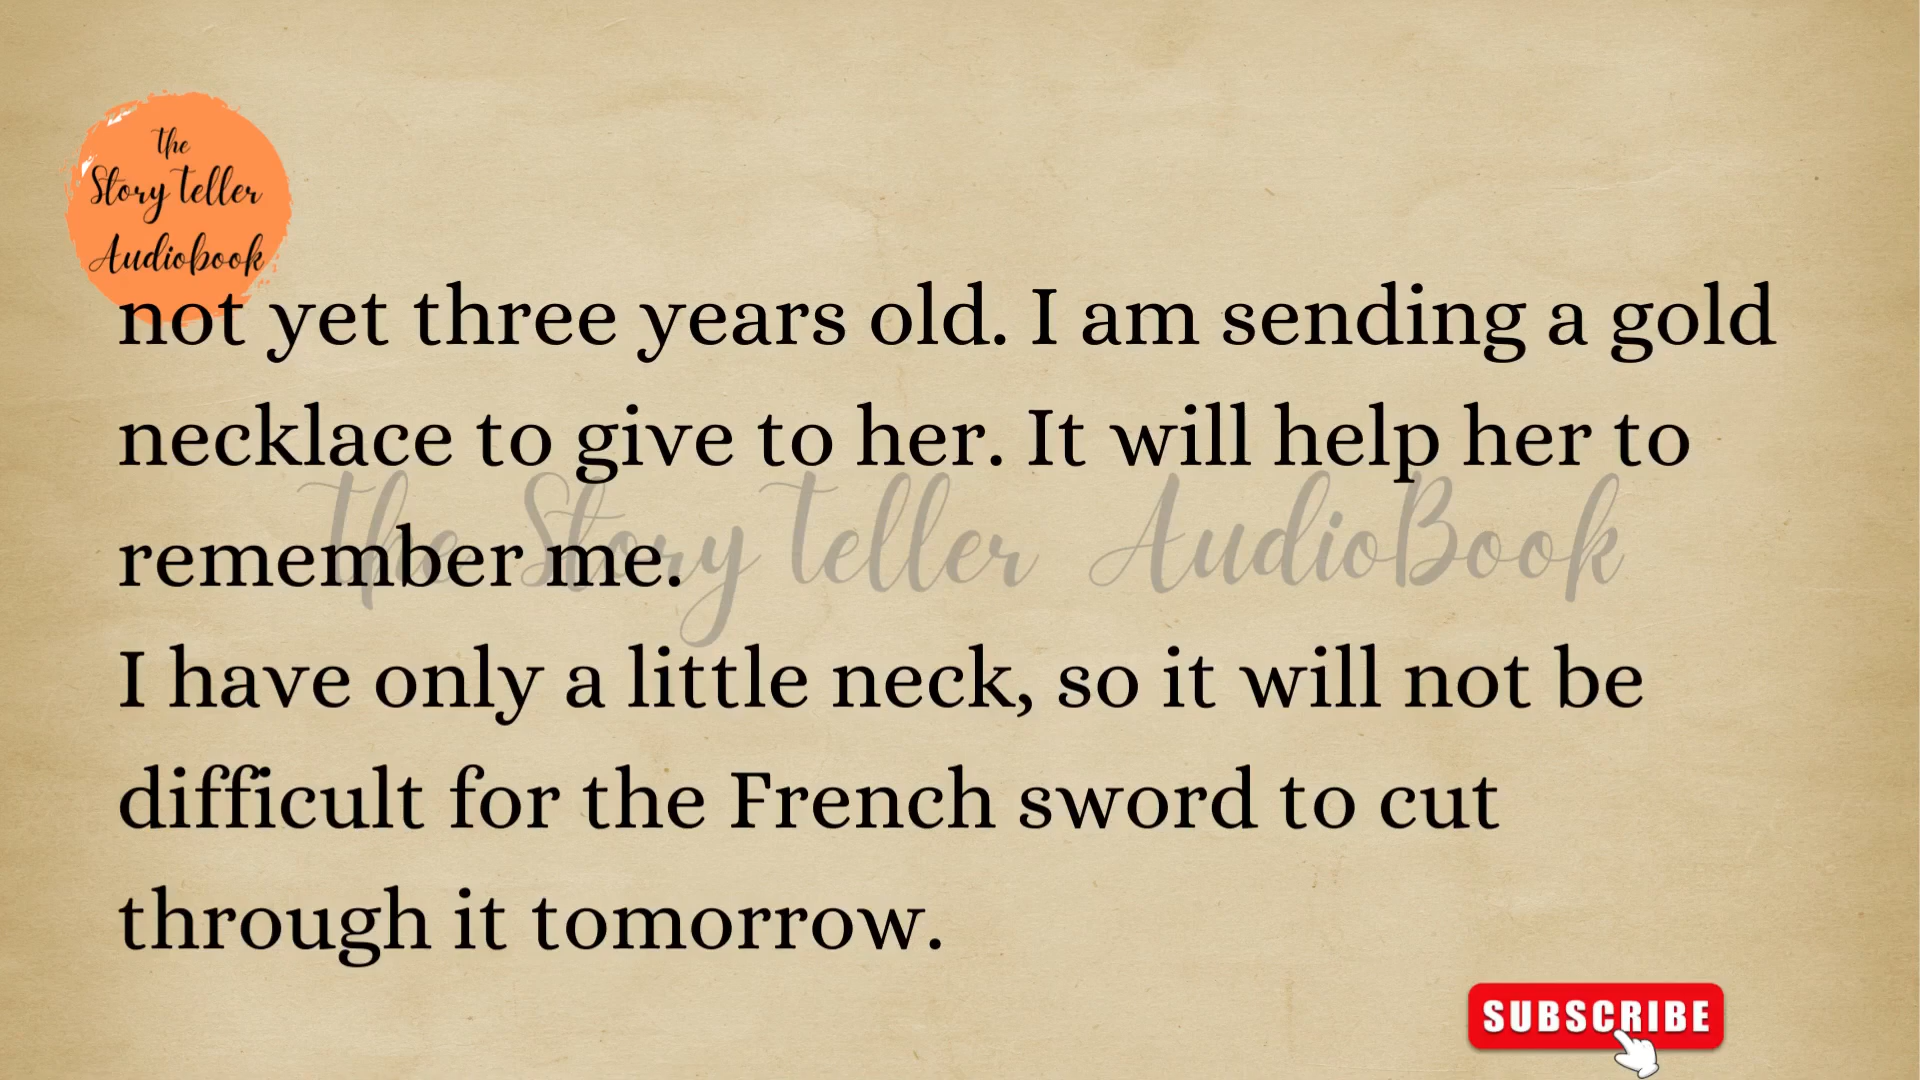 the
Story Teller
Audiobook
not yet three years old. I am sending a gold
necklace to give to her. It will help her to
remember me.
The Story Teller AudioBook
I have only a little neck, so it will not be
difficult for the French sword to cut
through it tomorrow.
SUBSCRIBE